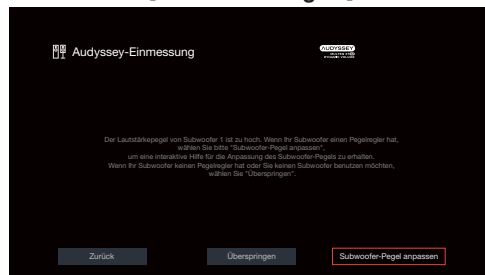 Audyssey-Einmessung
AUDYSSEY
Der Lautstärkepegel von Subwoofer 1 ist zu hoch. Wenn Ihr Subwoofer einen Pegelregler hat,
wählen Sie bitte "Subwoofer-Pegel anpassen",
um eine interaktive Hilfe für die Anpassung des Subwoofer-Pegels zu erhalten.
Wenn Ihr Subwoofer keinen Pegelregler hat oder Sie keinen Subwoofer benutzen möchten,
wählen Sie "Überspringen".
Zurück
Überspringen
Subwoofer-Pegel anpassen